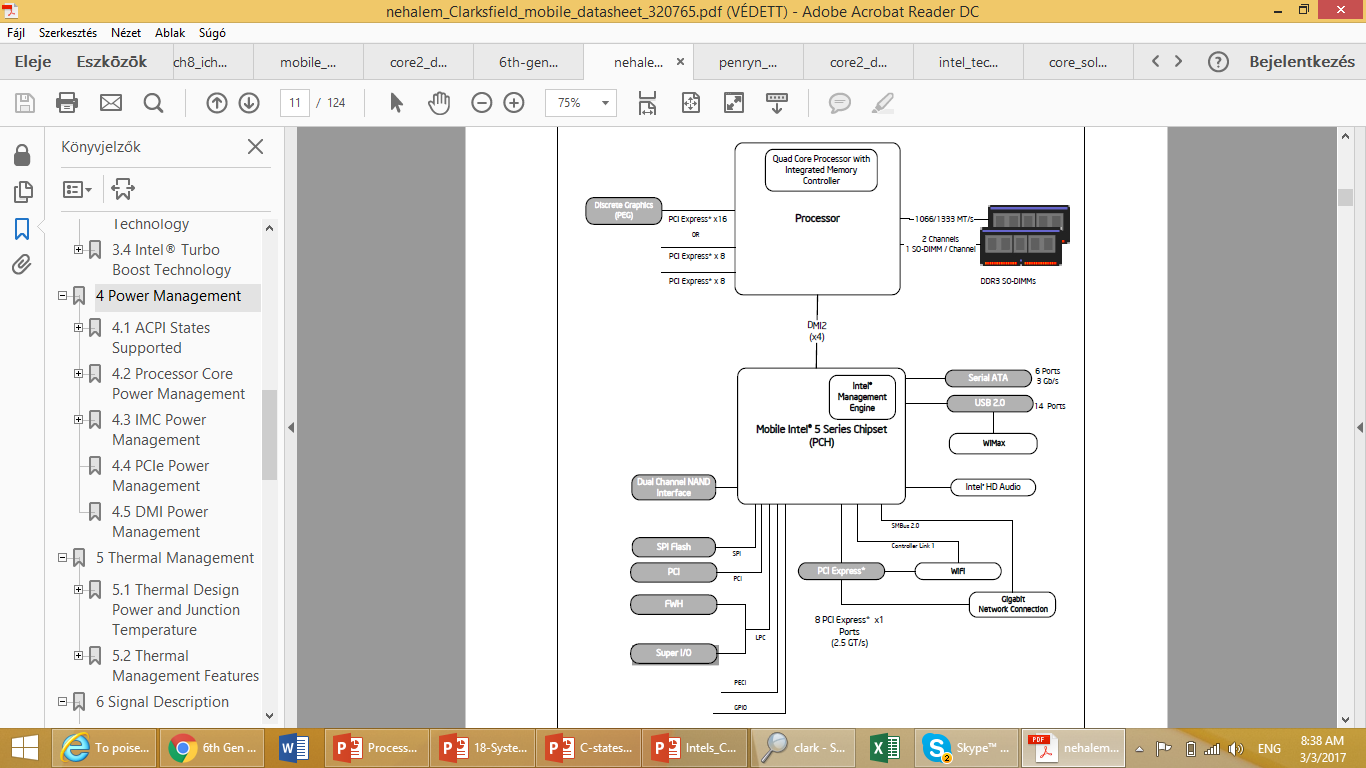 nehalem_Clarksfield_mobile_datasheet_320765.pdf (VÉDETT) - Adobe Acrobat Reader DC
Fájl Szerkesztés Nézet Ablak Súgó
Eleje Eszközök ch8_ich... mobile_... core2_d... 6th-gen... nehale... × penryn_... core2_d... intel_tec... core_sol... Bejelentkezés
11 / 124 75%
Könyvjelzők
Technology
3.4 Intel® Turbo
Boost Technology
4 Power Management
4.1 ACPI States
Supported
4.2 Processor Core
Power Management
4.3 IMC Power
Management
4.4 PCIe Power
Management
4.5 DMI Power
Management
5 Thermal Management
5.1 Thermal Design
Power and Junction
Temperature
5.2 Thermal
Management Features
6 Signal Description
Quad Core Processor with
Integrated Memory
Controller
Processor
Discrete Graphics
(PEG)
PCI Express* x16
OR
PCI Express* x 8
PCI Express* x 8
1066/1333 MT/s
2 Channels
1 SO-DIMM / Channel
DDR3 SO-DIMMs
DMI2
(x4)
Intel®
Management
Engine
Mobile Intel® 5 Series Chipset
(PCH)
Serial ATA
6 Ports
3 Gb/s
USB 2.0
14 Ports
WiMax
Dual Channel NAND
Interface
Intel® HD Audio
SMBus 2.0
Controller Link 1
SPI Flash
SPI
PCI
PCI
PCI Express*
WiFi
FWH
Gigabit
Network Connection
8 PCI Express* x1
Ports
(2.5 GT/s)
LPC
Super I/O
PECI
GPIO
To poise... 6th Gen ... Process... 18-Syste... C-states... Intels_C... clark - S... Skype™ ... 2 nehalem... ENG
8:38 AM
3/3/2017